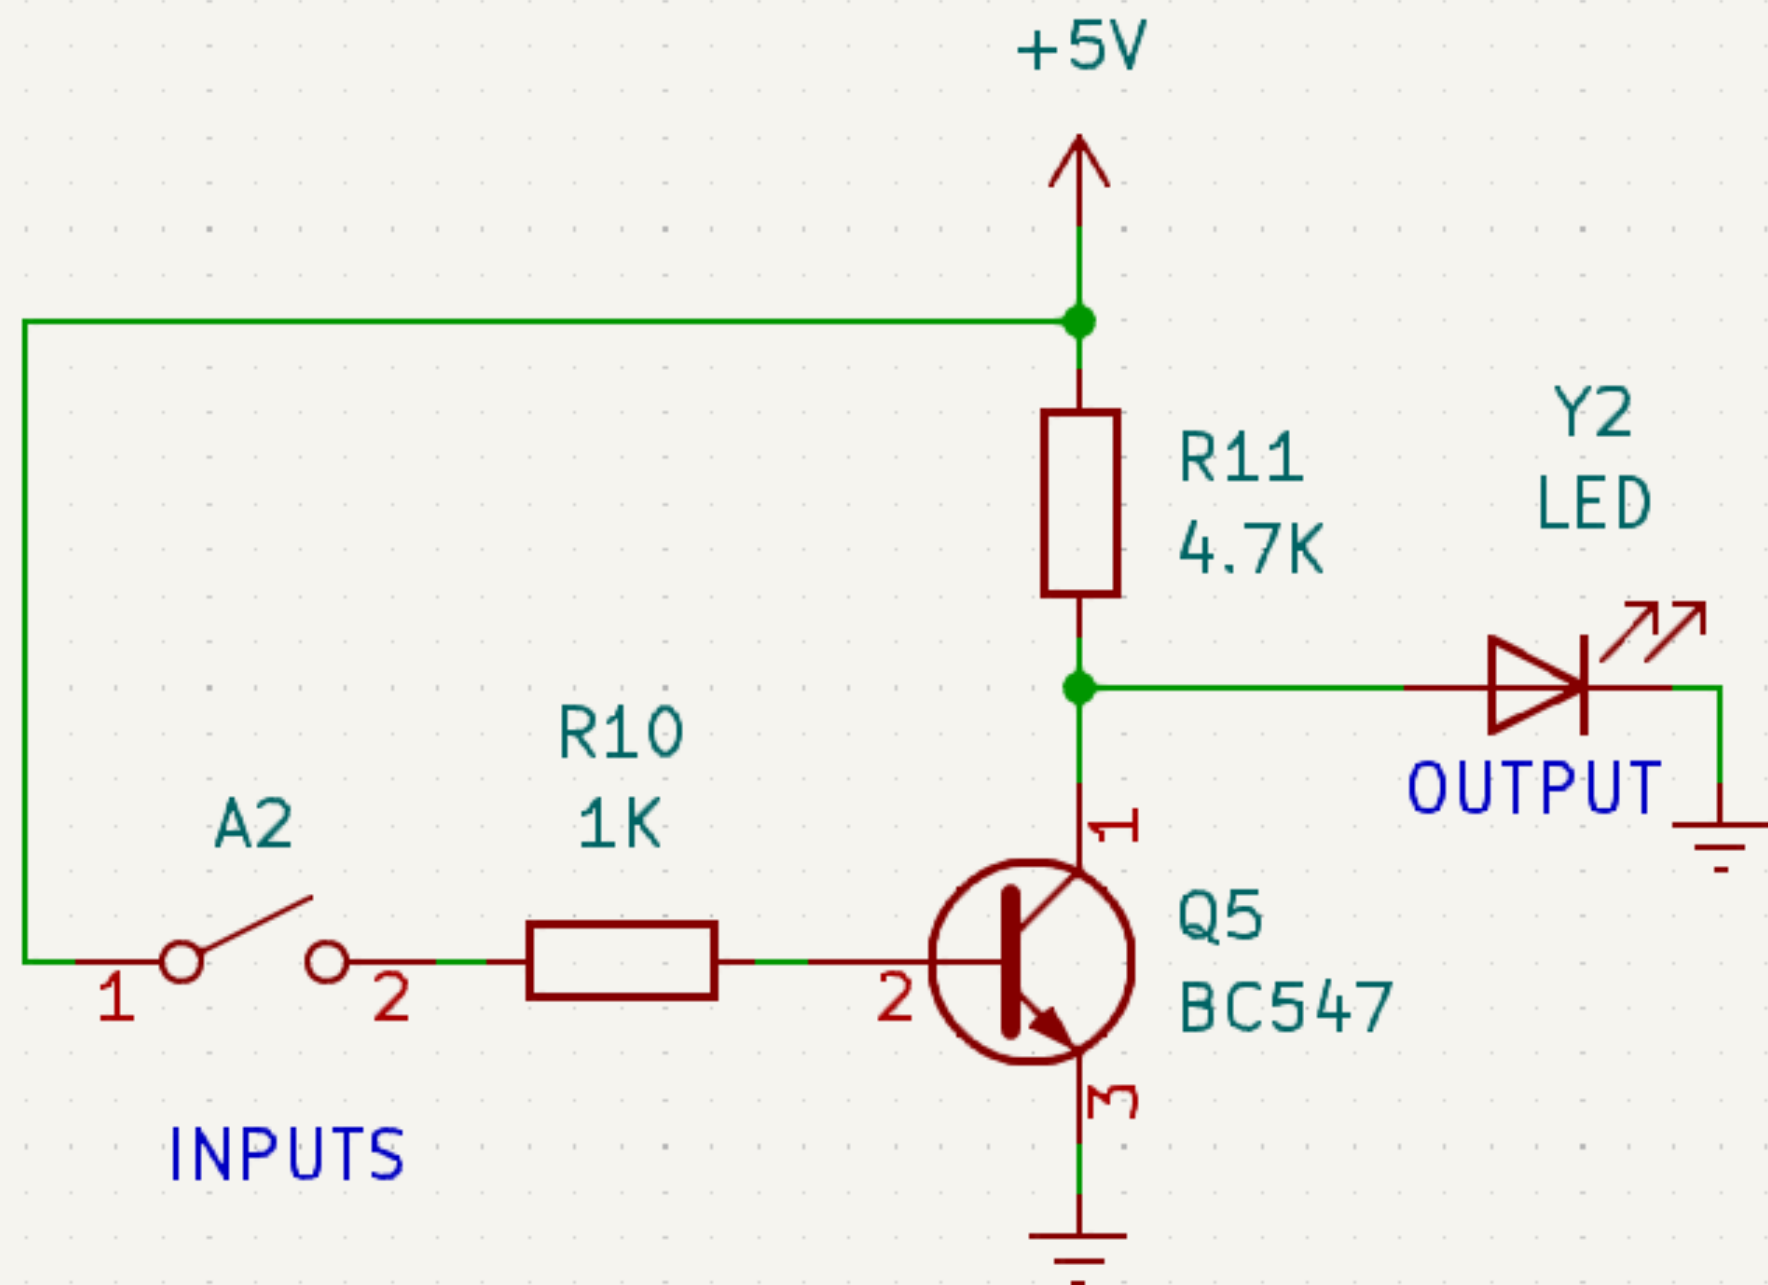 +5V
R11
4.7K
Y2
LED
R10
1K
OUTPUT
A2
1
Q5
BC547
1
2
2
3
INPUTS